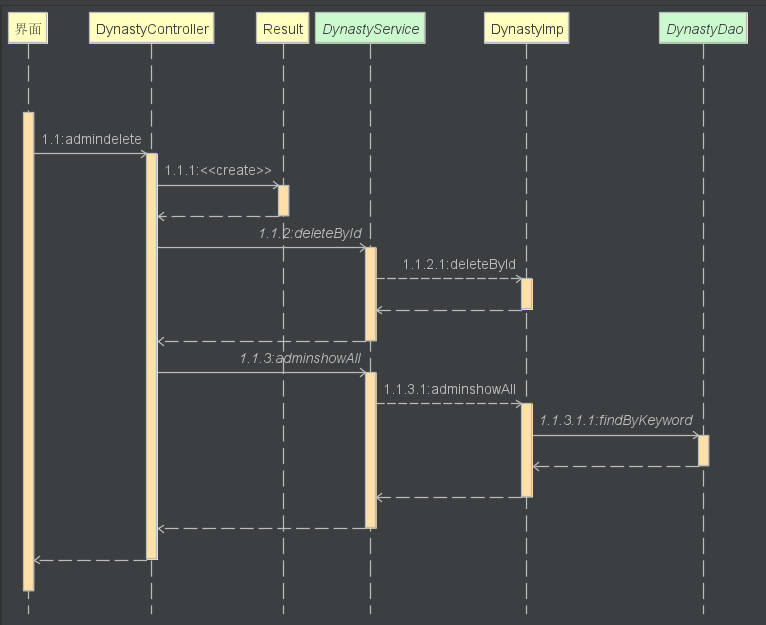 界面
DynastyController
Result
DynastyService
DynastyImp
DynastyDao
1.1:admindelete
1.1.1:<<create>>
1.1.2:deleteById
1.1.2.1:deleteById
1.1.3:adminshowAll
1.1.3.1:adminshowAll
1.1.3.1.1:findByKeyword